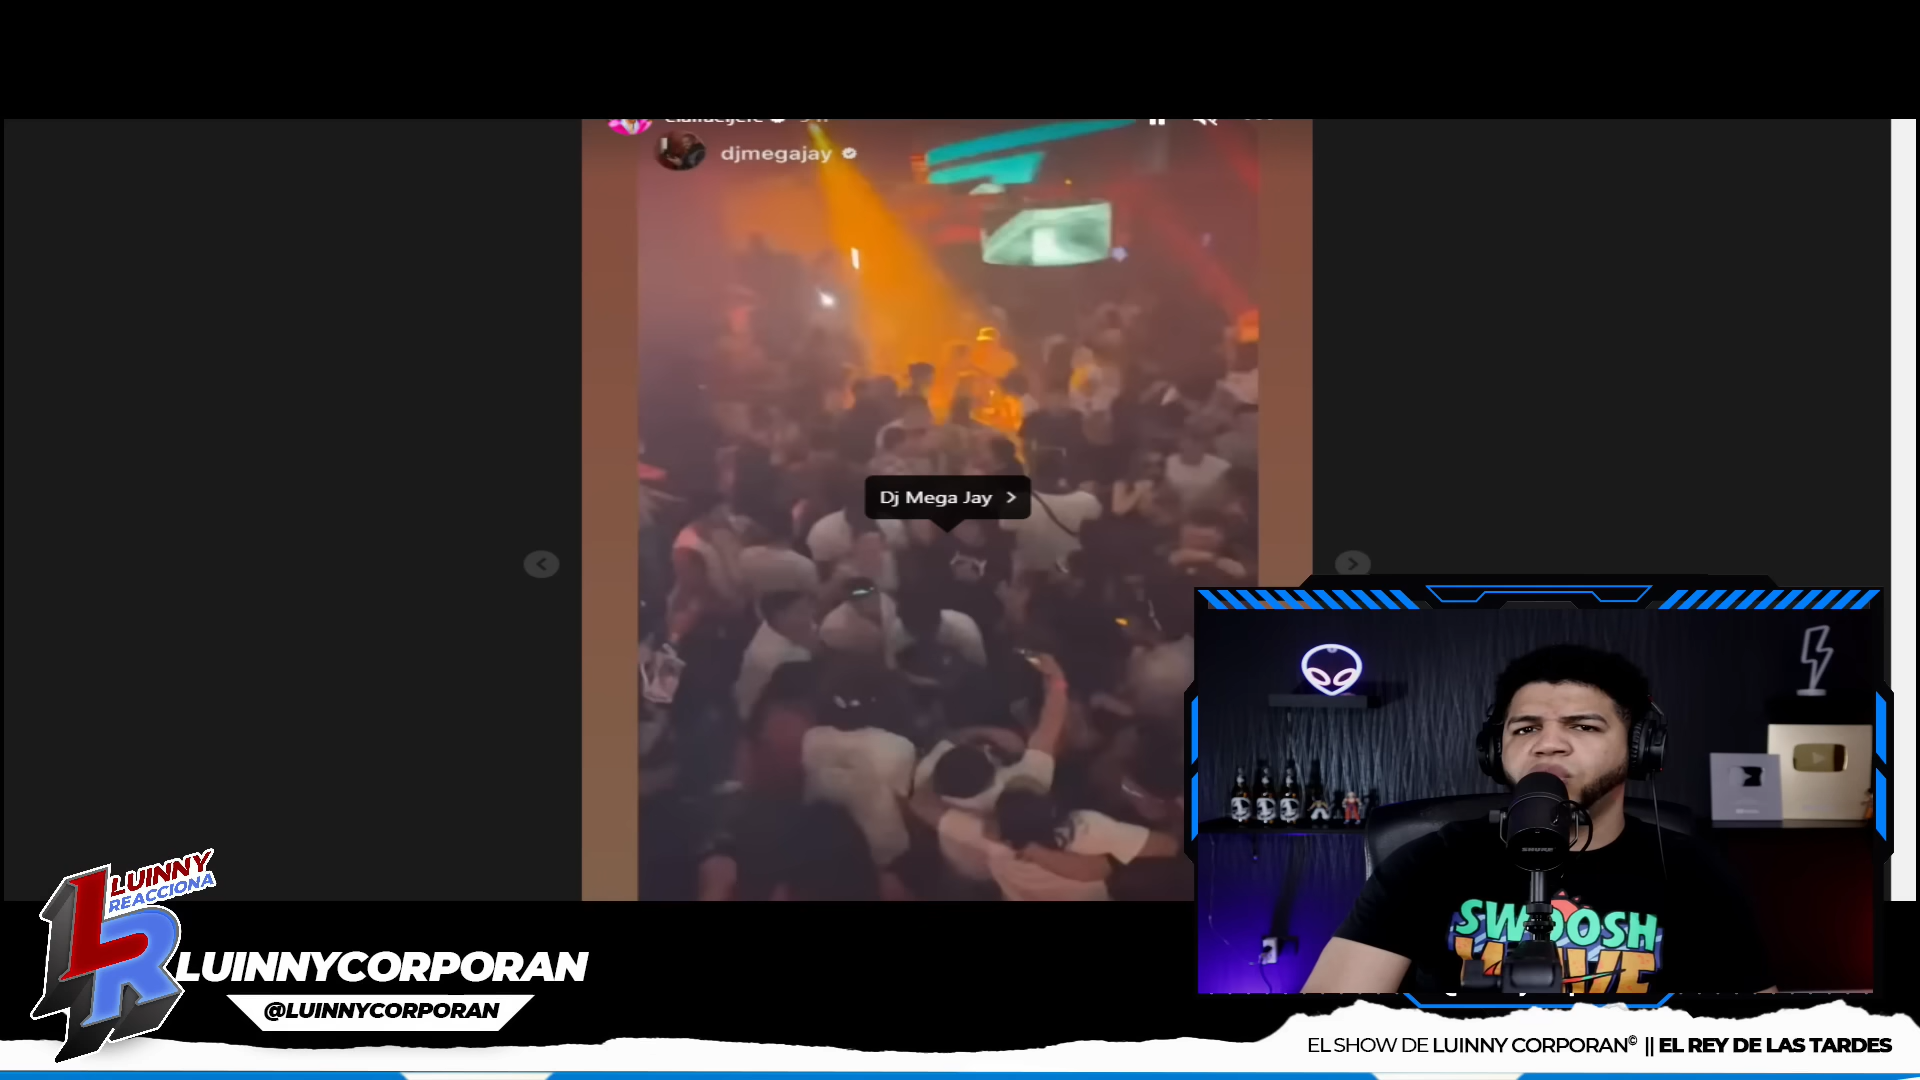 djmegajay
Dj Mega Jay >
LUINNY
REACCIONA
LR
LUINNYCORPORAN
@LUINNYCORPORAN
SWOOSH
EL SHOW DE LUINNY CORPORAN© || EL REY DE LAS TARDES